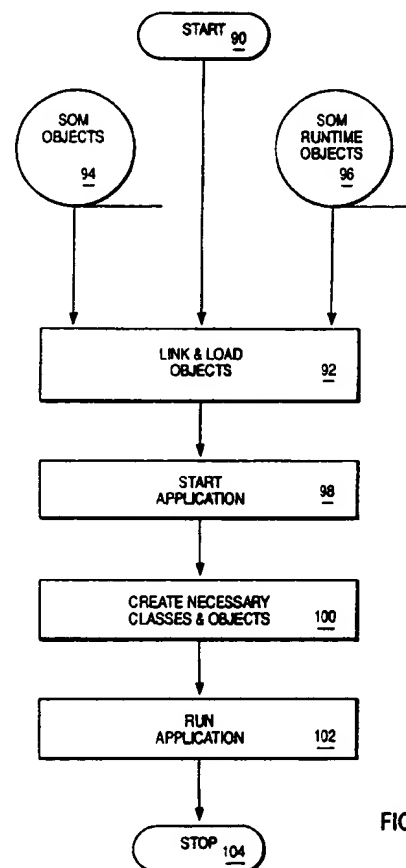 START 90
SOM
OBJECTS
94
SOM
RUNTIME
OBJECTS
96
LINK & LOAD
OBJECTS 92
START
APPLICATION 98
CREATE NECESSARY
CLASSES & OBJECTS 100
RUN
APPLICATION 102
STOP 104
FIG